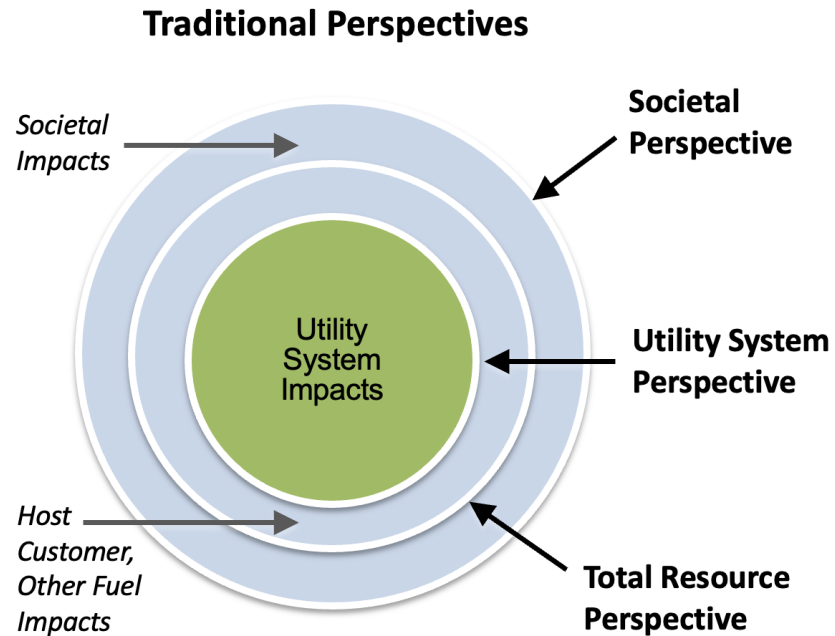 Traditional Perspectives
Societal
Impacts
Societal
Perspective
Utility
System
Impacts
Utility System
Perspective
Host
Customer,
Other Fuel
Impacts
Total Resource
Perspective